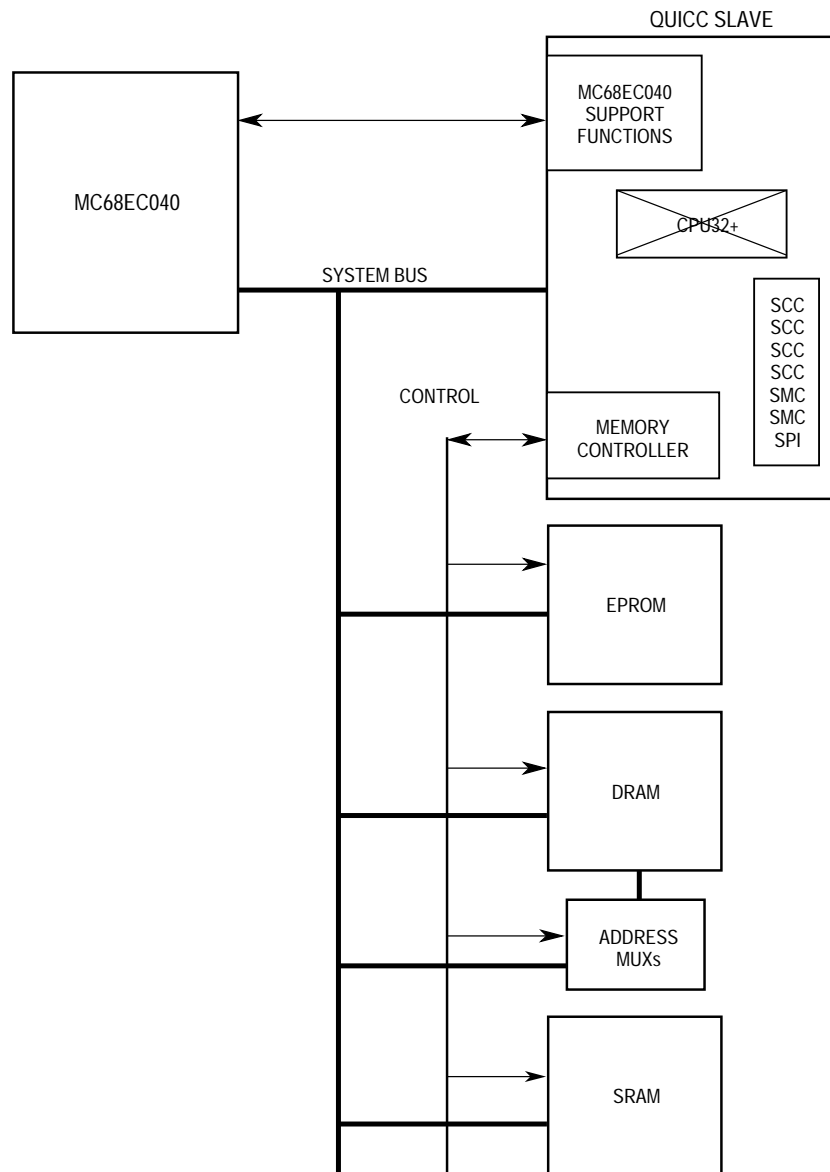 QUICC SLAVE
MC68EC040
SUPPORT
FUNCTIONS
MC68EC040
CPU32+
SYSTEM BUS
SCC
SCC
SCC
SCC
SMC
SMC
SPI
CONTROL
MEMORY
CONTROLLER
EPROM
DRAM
ADDRESS
MUXs
SRAM